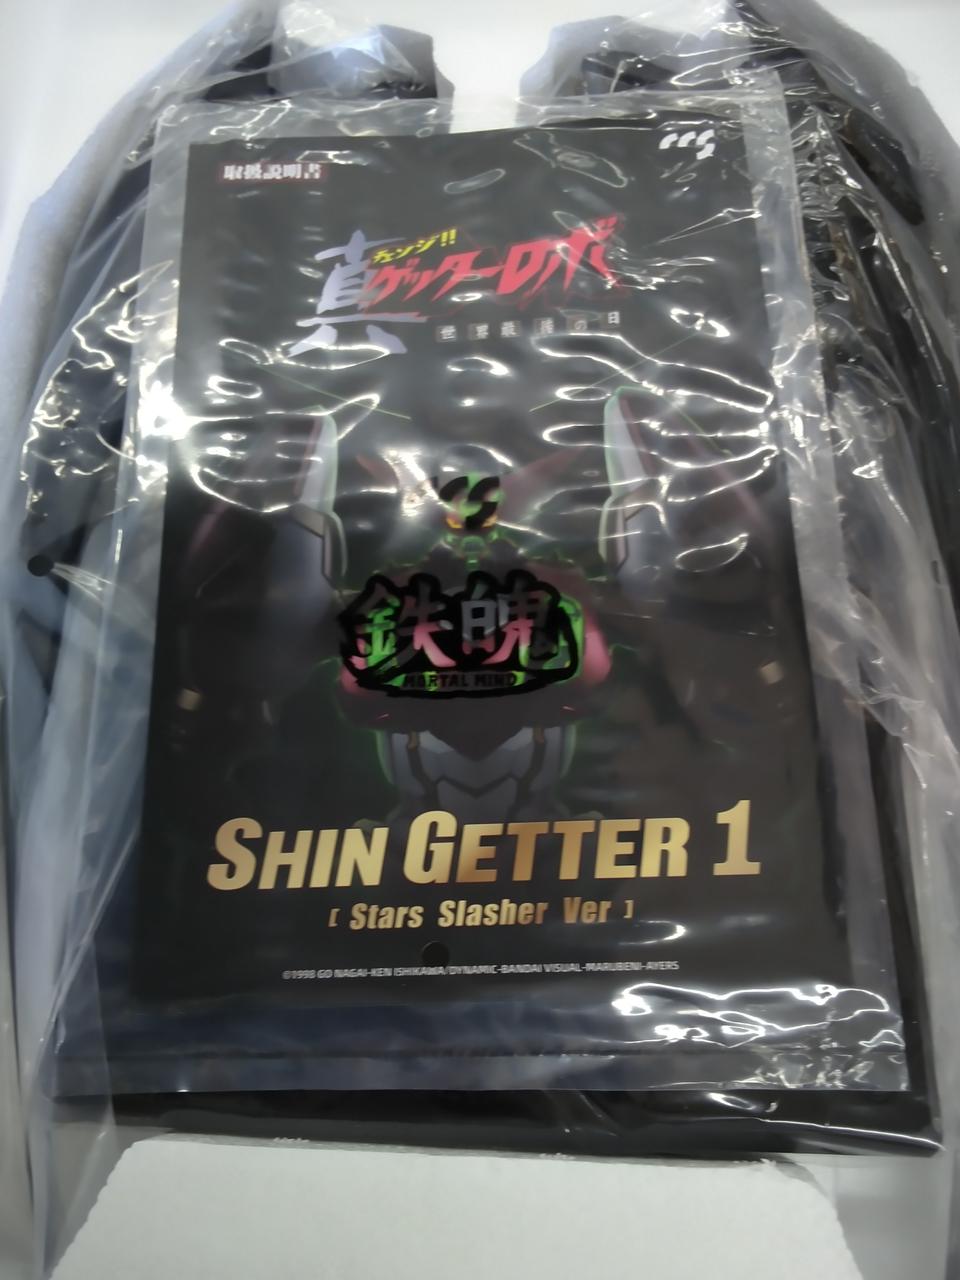 CCS
取扱説明書
チェンジ!!
真ゲッターロボ
世界最後の日
CCS
鉄魄
MORTAL MIND
SHIN GETTER 1
[ Stars Slasher Ver ]
©1998 GO NAGAI-KEN ISHIKAWA/DYNAMIC-BANDAI VISUAL-MARUBENI-AYERS